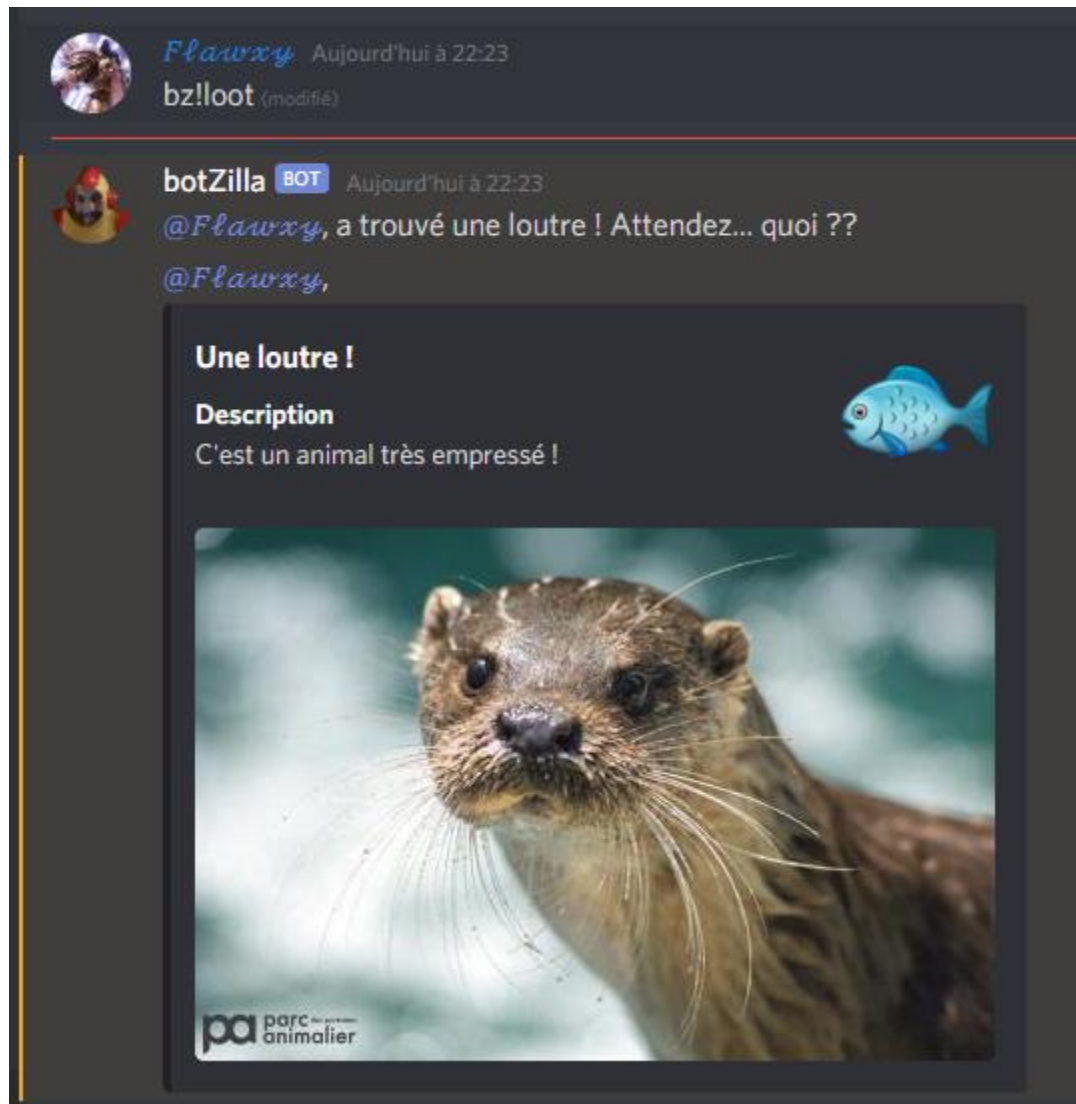 Flawxy Aujourd'hui à 22:23
bz!loot (modifié)
botZilla BOT Aujourd'hui à 22:23
@Flawxy, a trouvé une loutre ! Attendez... quoi ??
@Flawxy,
Une loutre !
Description
C'est un animal très empressé !
pa parc
animalier